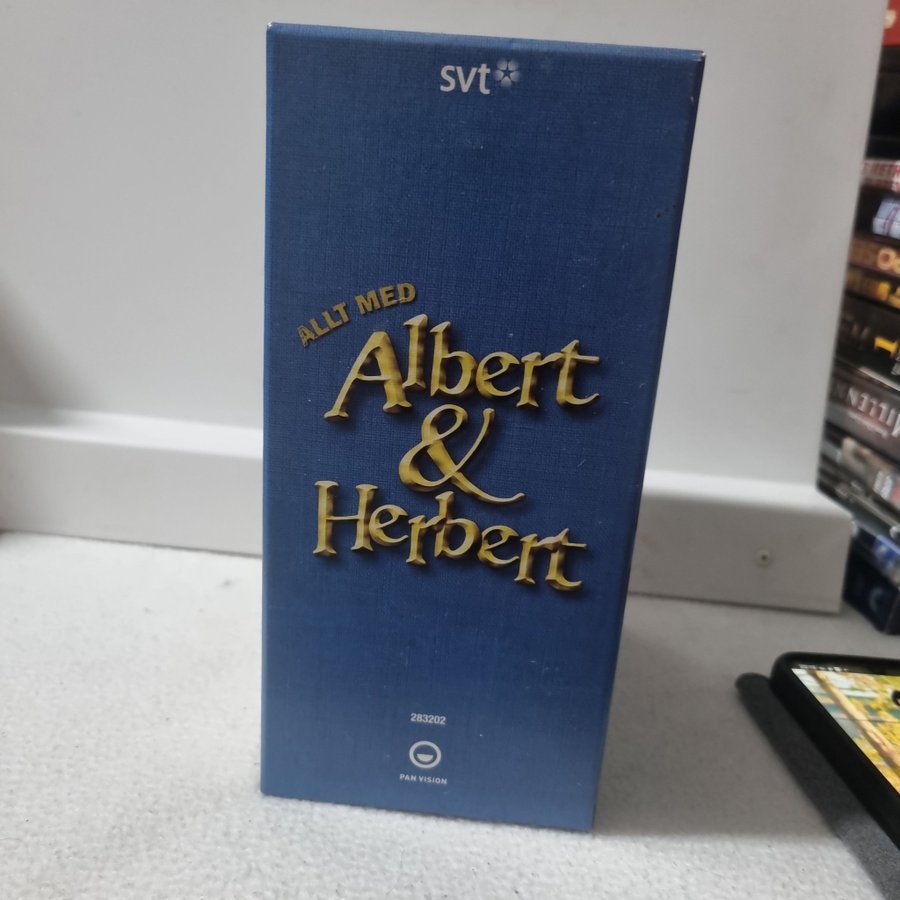 svt
ALLT MED
Albert
&
Herbert
283202
PAN VISION